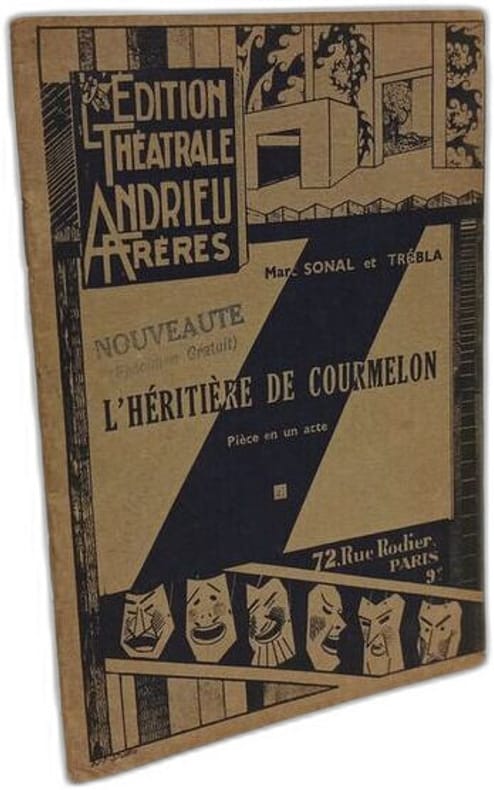 L'ÉDITION
THÉATRALE
ANDRIEU
FRÈRES
Marc SONAL et TRÉBLA
NOUVEAUTE
Gratuit)
L'HÉRITIÈRE DE COURMELON
Pièce en un acte
72, Rue Rodier,
PARIS
9e